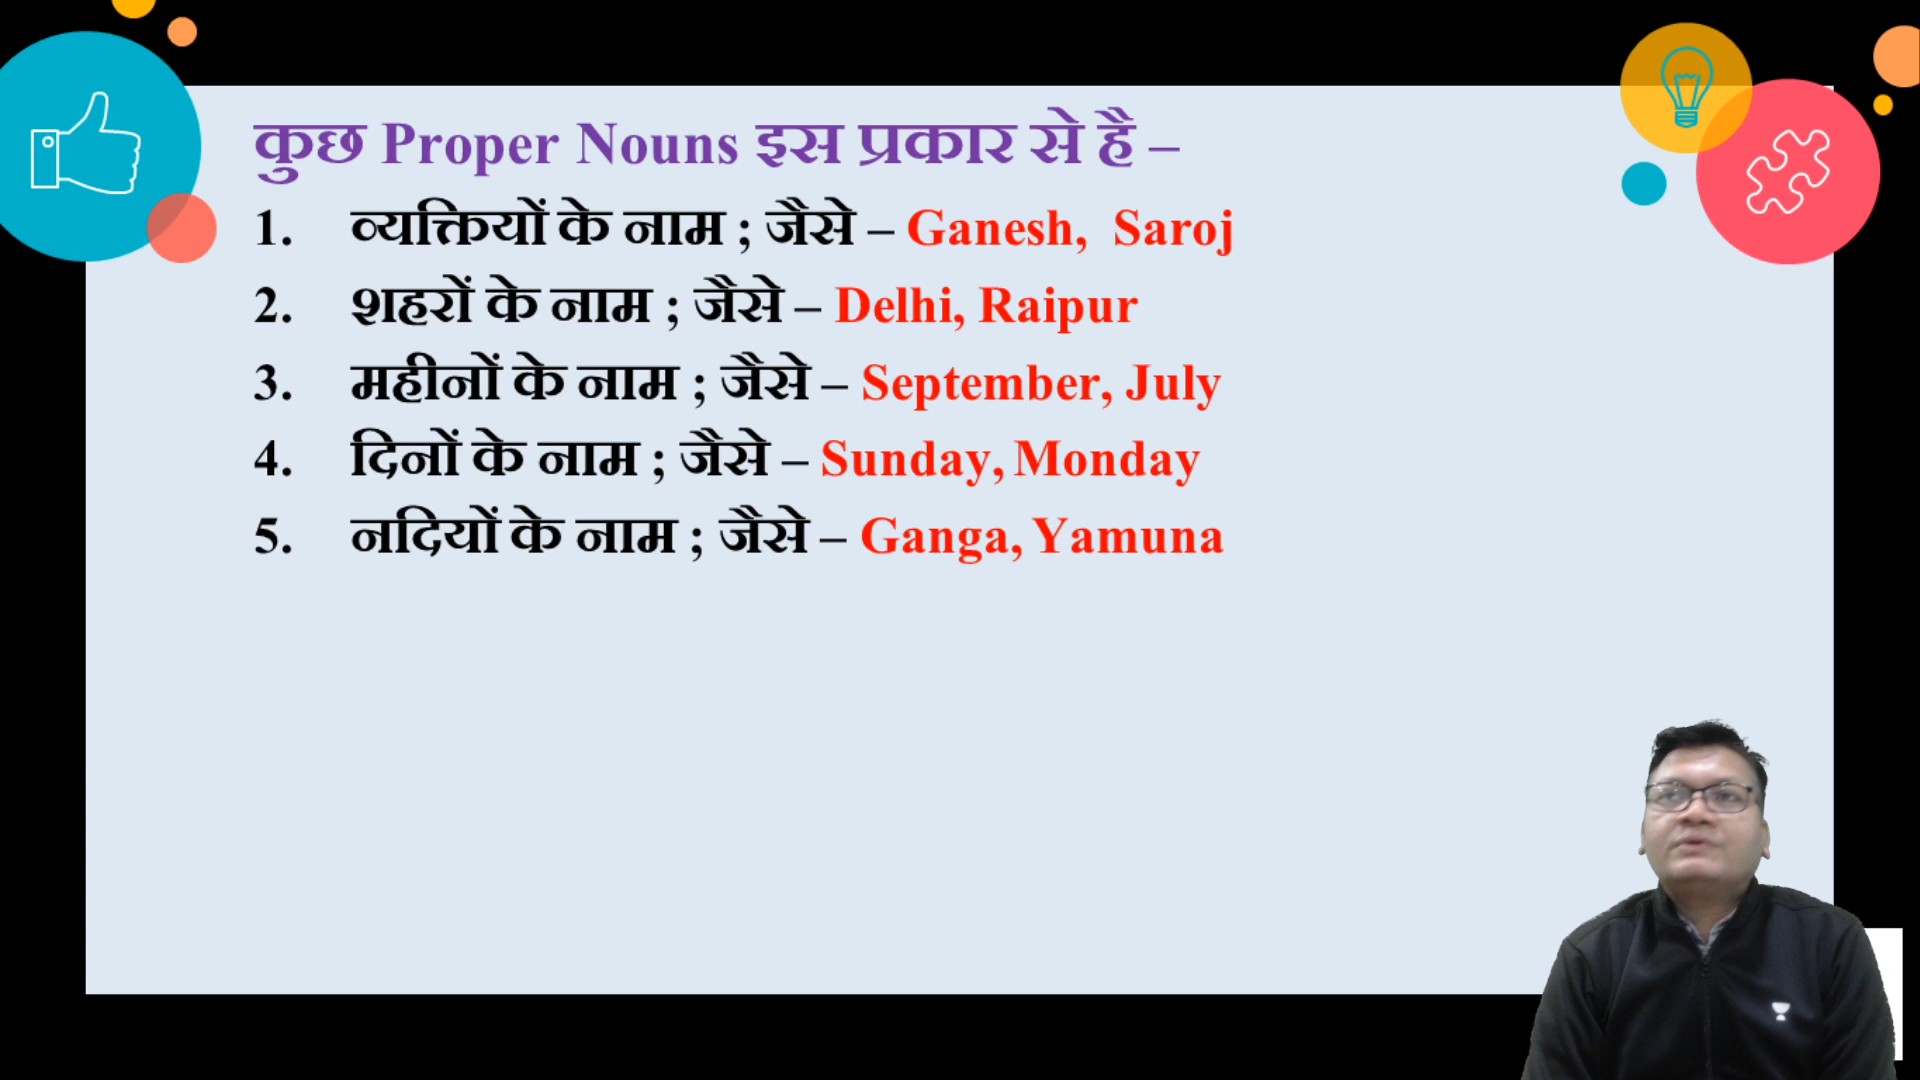 कुछ Proper Nouns इस प्रकार से है –
1. व्यक्तियों के नाम ; जैसे – Ganesh, Saroj
2. शहरों के नाम ; जैसे – Delhi, Raipur
3. महीनों के नाम ; जैसे – September, July
4. दिनों के नाम ; जैसे – Sunday, Monday
5. नदियों के नाम ; जैसे – Ganga, Yamuna